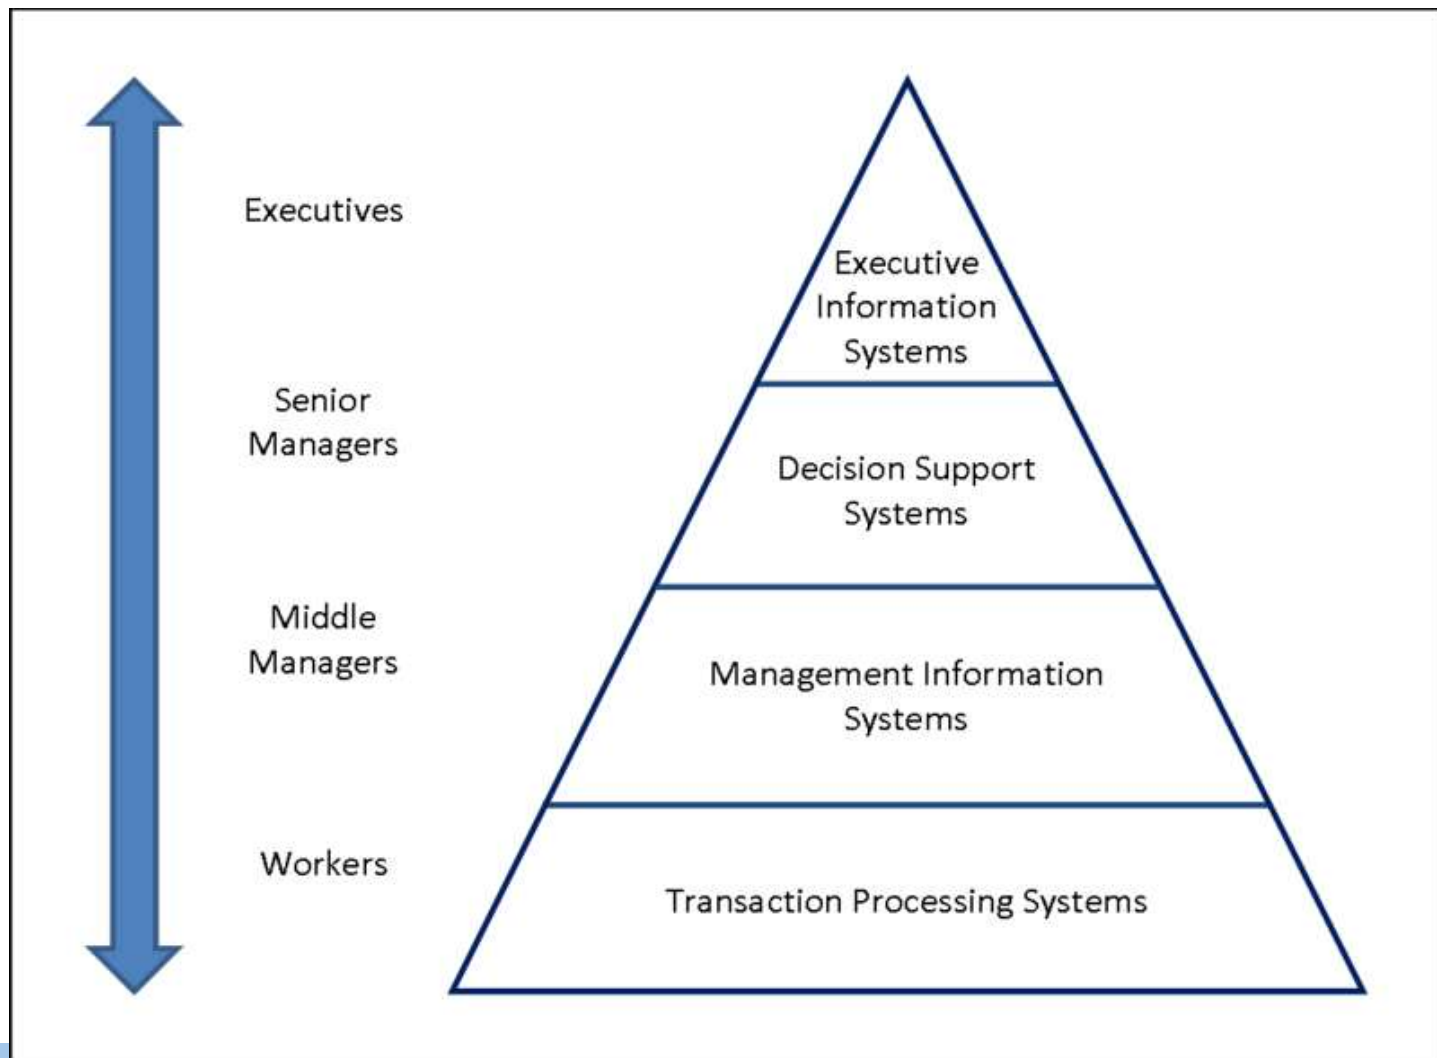 Executives
Executive
Information
Systems
Senior
Managers
Decision Support
Systems
Middle
Managers
Management Information
Systems
Workers
Transaction Processing Systems